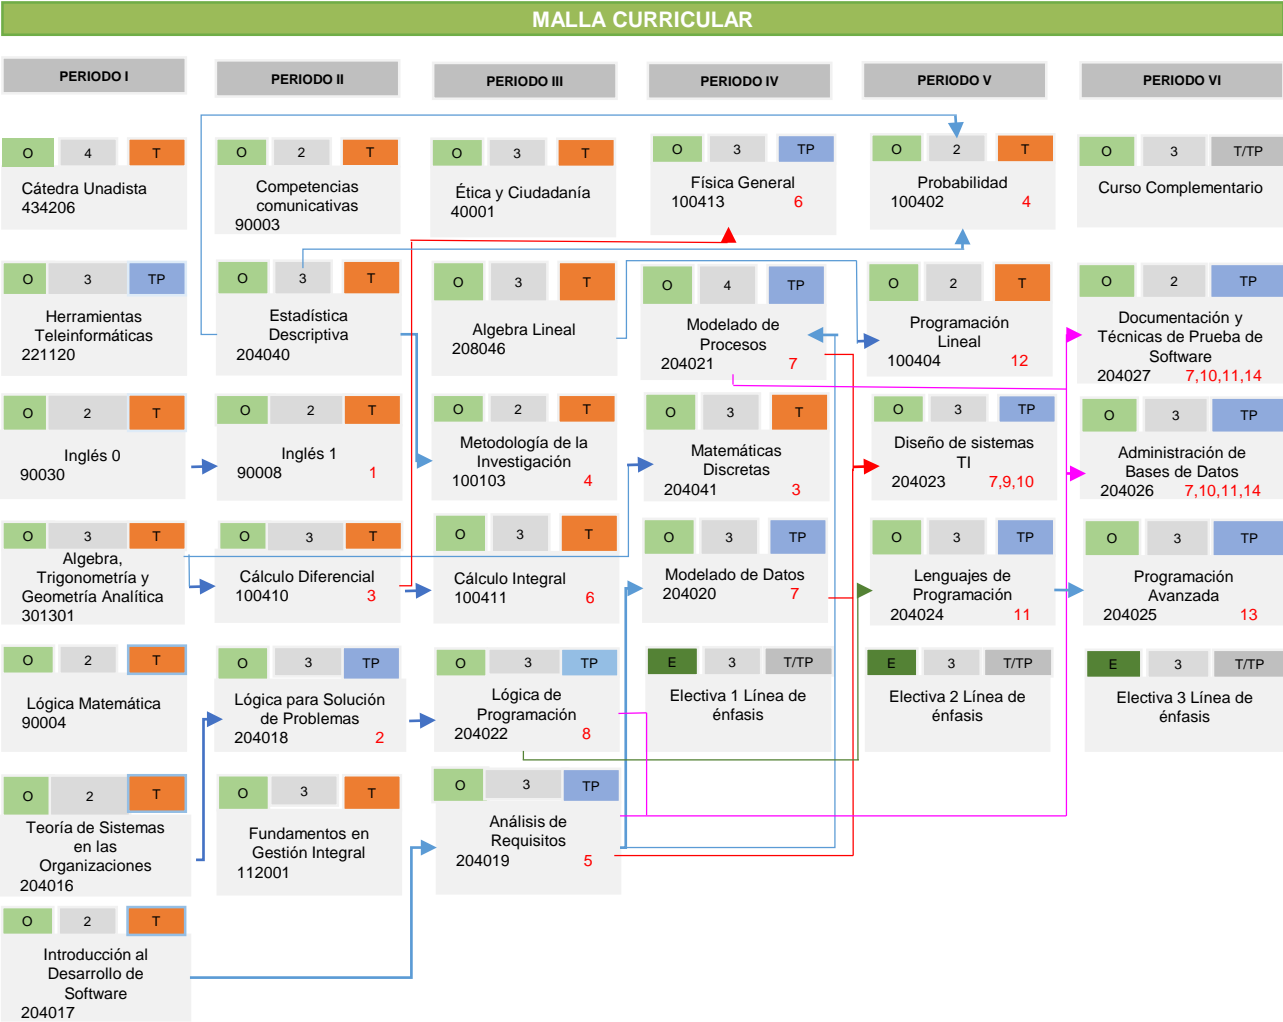 MALLA CURRICULAR
PERIODO I
PERIODO II
PERIODO III
PERIODO IV
PERIODO V
PERIODO VI
O 4 T
Cátedra Unadista
434206
O 2 T
Competencias
comunicativas
90003
O 3 T
Ética y Ciudadanía
40001
O 3 TP
Física General
100413 6
O 2 T
Probabilidad
100402 4
O 3 T/TP
Curso Complementario
O 3 TP
Herramientas
Teleinformáticas
221120
O 3 T
Estadística
Descriptiva
204040
O 3 T
Algebra Lineal
208046
O 4 TP
Modelado de
Procesos
204021 7
O 2 T
Programación
Lineal
100404 12
O 2 TP
Documentación y
Técnicas de Prueba de
Software
204027 7,10,11,14
O 2 T
Inglés 0
90030
O 2 T
Inglés 1
90008 1
O 2 T
Metodología de la
Investigación
100103 4
O 3 T
Matemáticas
Discretas
204041 3
O 3 TP
Diseño de sistemas
TI
204023 7,9,10
O 3 TP
Administración de
Bases de Datos
204026 7,10,11,14
O 3 T
Algebra,
Trigonometría y
Geometría Analítica
301301
O 3 T
Cálculo Diferencial
100410 3
O 3 T
Cálculo Integral
100411 6
O 3 TP
Modelado de Datos
204020 7
O 3 TP
Lenguajes de
Programación
204024 11
O 3 TP
Programación
Avanzada
204025 13
O 2 T
Lógica Matemática
90004
O 3 TP
Lógica para Solución
de Problemas
204018 2
O 3 TP
Lógica de
Programación
204022 8
E 3 T/TP
Electiva 1 Línea de
énfasis
E 3 T/TP
Electiva 2 Línea de
énfasis
E 3 T/TP
Electiva 3 Línea de
énfasis
O 2 T
Teoría de Sistemas
en las
Organizaciones
204016
O 3 T
Fundamentos en
Gestión Integral
112001
O 3 TP
Análisis de
Requisitos
204019 5
O 2 T
Introducción al
Desarrollo de
Software
204017